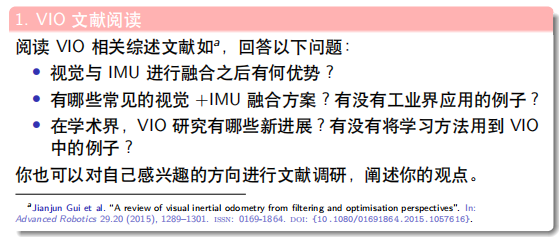 1. VIO 文献阅读
阅读 VIO 相关综述文献如a，回答以下问题：
• 视觉与 IMU 进行融合之后有何优势？
• 有哪些常见的视觉 +IMU 融合方案？有没有工业界应用的例子？
• 在学术界，VIO 研究有哪些新进展？有没有将学习方法用到 VIO
中的例子？
你也可以对自己感兴趣的方向进行文献调研，阐述你的观点。
aJianjun Gui et al. "A review of visual inertial odometry from filtering and optimisation perspectives". In:
Advanced Robotics 29.20 (2015), 1289–1301. ISSN: 0169-1864. DOI: {10.1080/01691864.2015.1057616}.